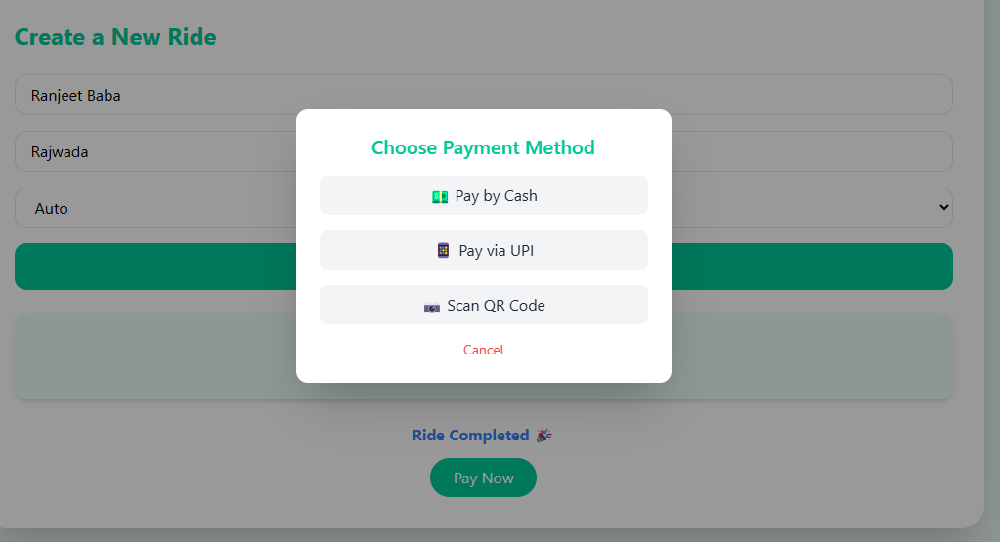 Create a New Ride
Ranjeet Baba
Rajwada
Auto
Choose Payment Method
💵 Pay by Cash
📱 Pay via UPI
📷 Scan QR Code
Cancel
Ride Completed 🎉
Pay Now